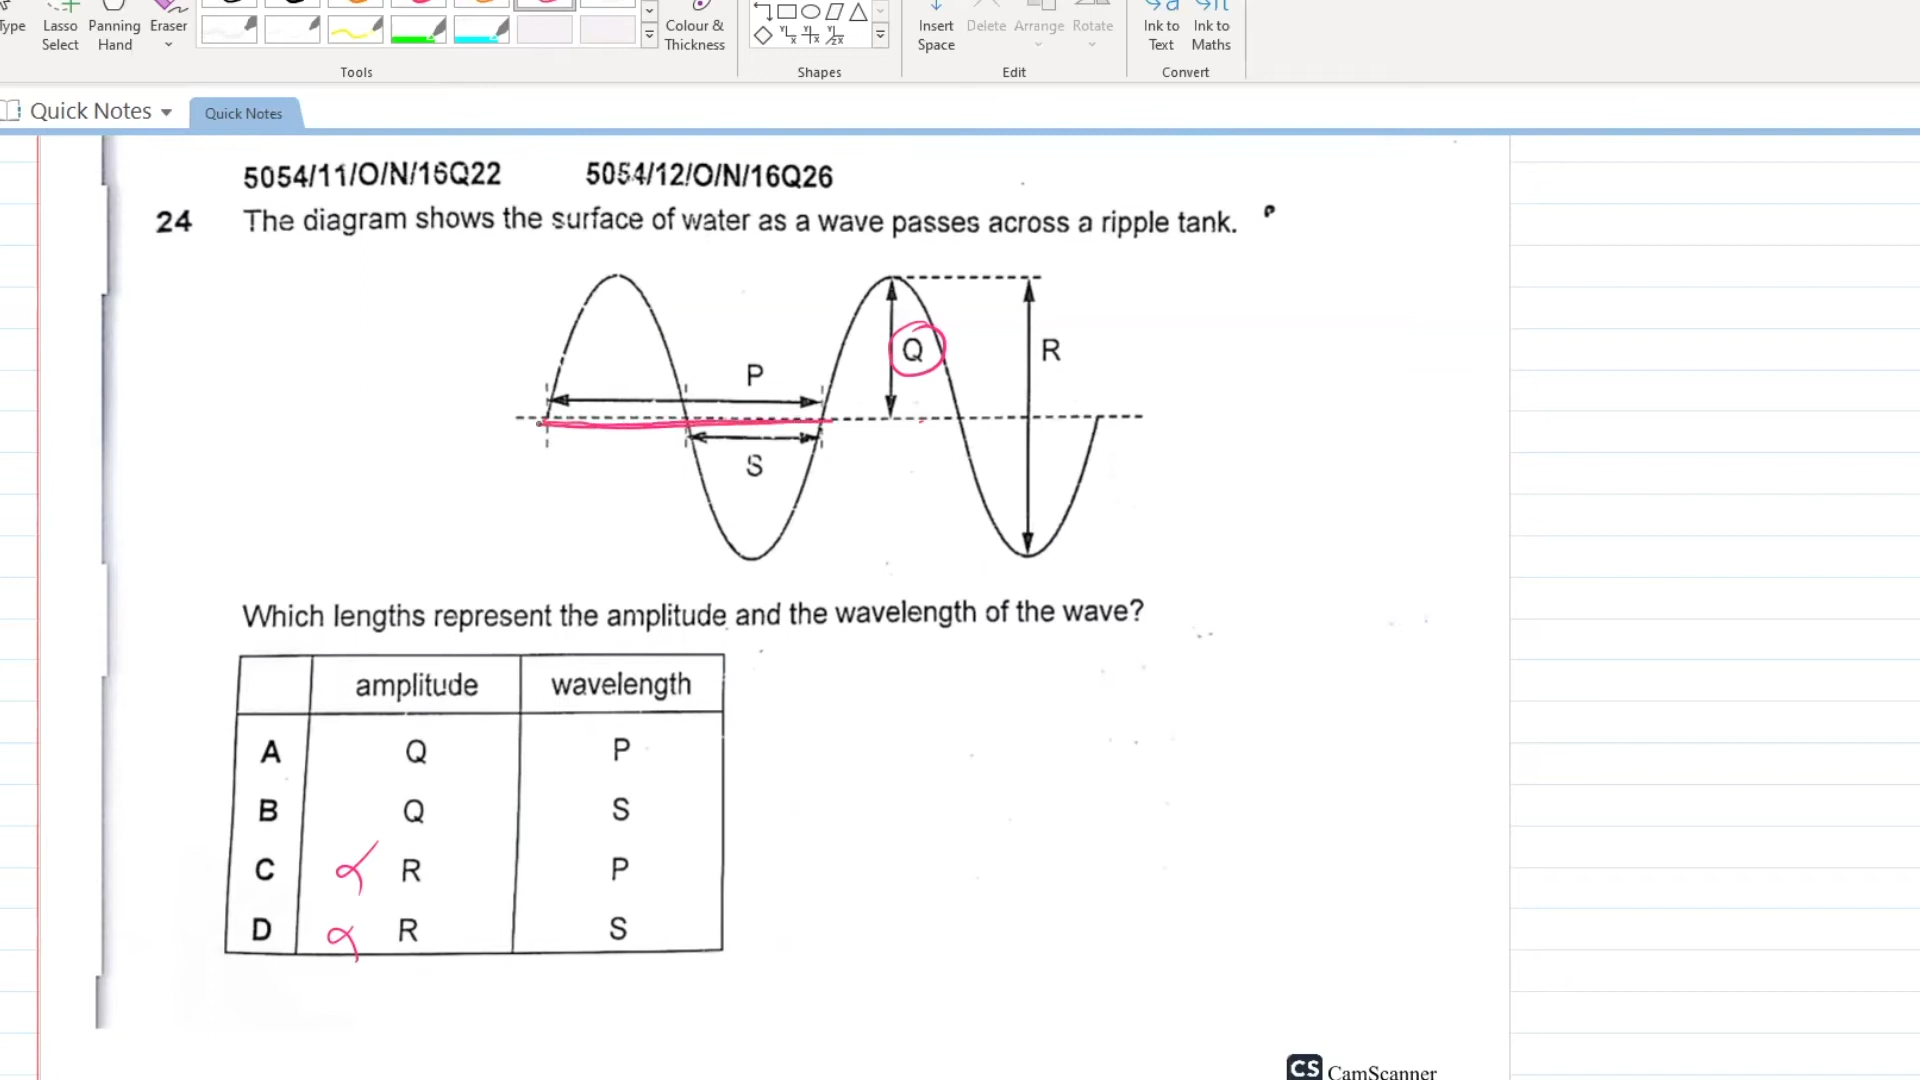 Type
Lasso Select
Panning Hand
Eraser
Colour & Thickness
Insert Space
Delete
Arrange
Rotate
Ink to Text
Ink to Maths
Tools
Shapes
Edit
Convert
Quick Notes
Quick Notes
5054/11/O/N/16Q22 5054/12/O/N/16Q26
24 The diagram shows the surface of water as a wave passes across a ripple tank.
Q
R
P
S
Which lengths represent the amplitude and the wavelength of the wave?
amplitude wavelength
A Q P
B Q S
C R P
D R S
CS CamScanner